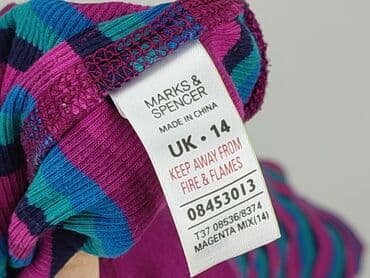 MARKS &
SPENCER
MADE IN CHINA
UK • 14
KEEP AWAY FROM
FIRE & FLAMES
08453013
T37 08536/8374
MAGENTA MIX(14)